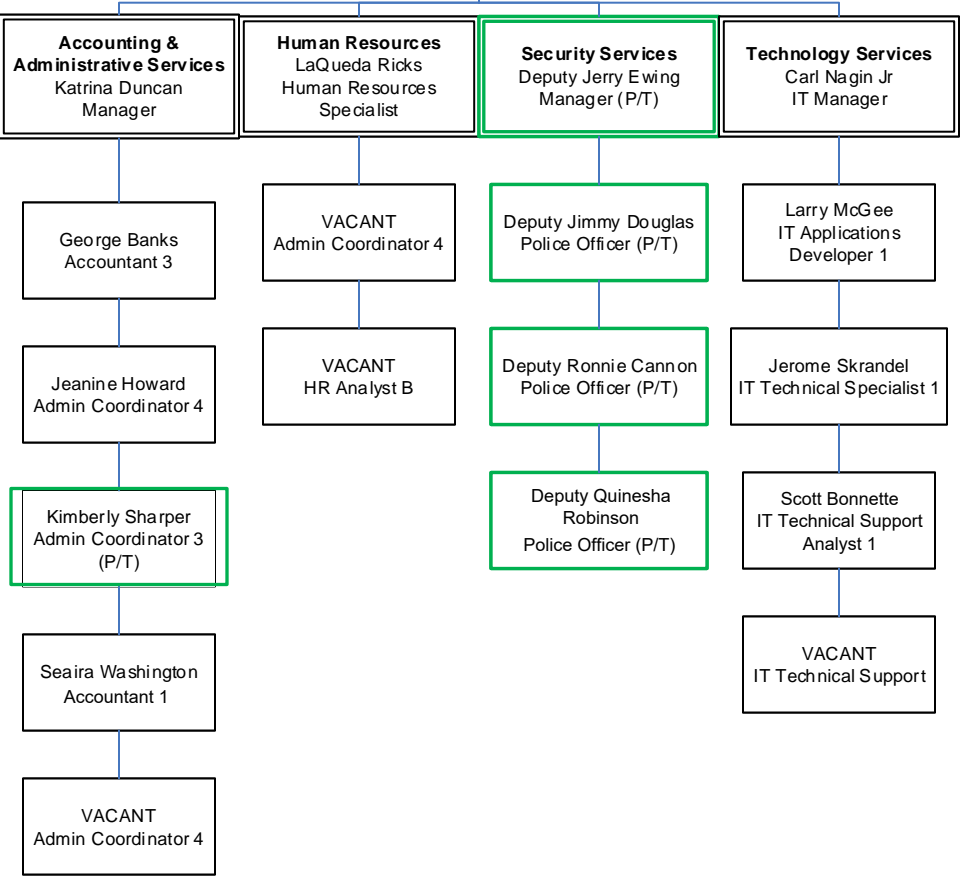 Accounting &
Administrative Services
Katrina Duncan
Manager
George Banks
Accountant 3
Jeanine Howard
Admin Coordinator 4
Kimberly Sharper
Admin Coordinator 3
(P/T)
Seaira Washington
Accountant 1
VACANT
Admin Coordinator 4
Human Resources
LaQueda Ricks
Human Resources
Specialist
VACANT
Admin Coordinator 4
VACANT
HR Analyst B
Security Services
Deputy Jerry Ewing
Manager (P/T)
Deputy Jimmy Douglas
Police Officer (P/T)
Deputy Ronnie Cannon
Police Officer (P/T)
Deputy Quinesha
Robinson
Police Officer (P/T)
Technology Services
Carl Nagin Jr
IT Manager
Larry McGee
IT Applications
Developer 1
Jerome Skrandel
IT Technical Specialist 1
Scott Bonnette
IT Technical Support
Analyst 1
VACANT
IT Technical Support